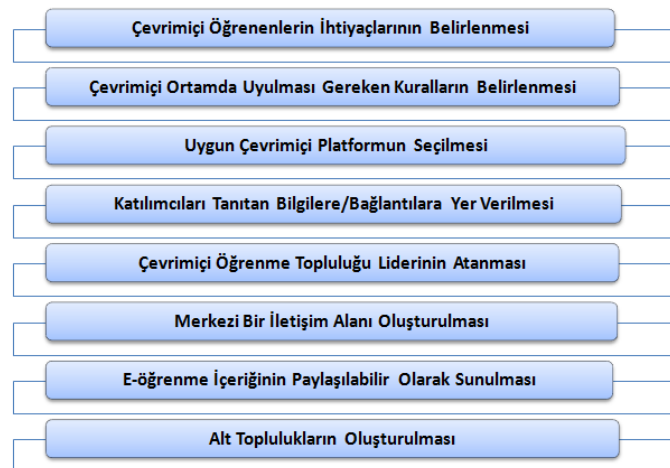 Çevrimiçi Öğrenenlerin İhtiyaçlarının Belirlenmesi
Çevrimiçi Ortamda Uyulması Gereken Kuralların Belirlenmesi
Uygun Çevrimiçi Platformun Seçilmesi
Katılımcıları Tanıtan Bilgilere/Bağlantılara Yer Verilmesi
Çevrimiçi Öğrenme Topluluğu Liderinin Atanması
Merkezi Bir İletişim Alanı Oluşturulması
E-öğrenme İçeriğinin Paylaşılabilir Olarak Sunulması
Alt Toplulukların Oluşturulması